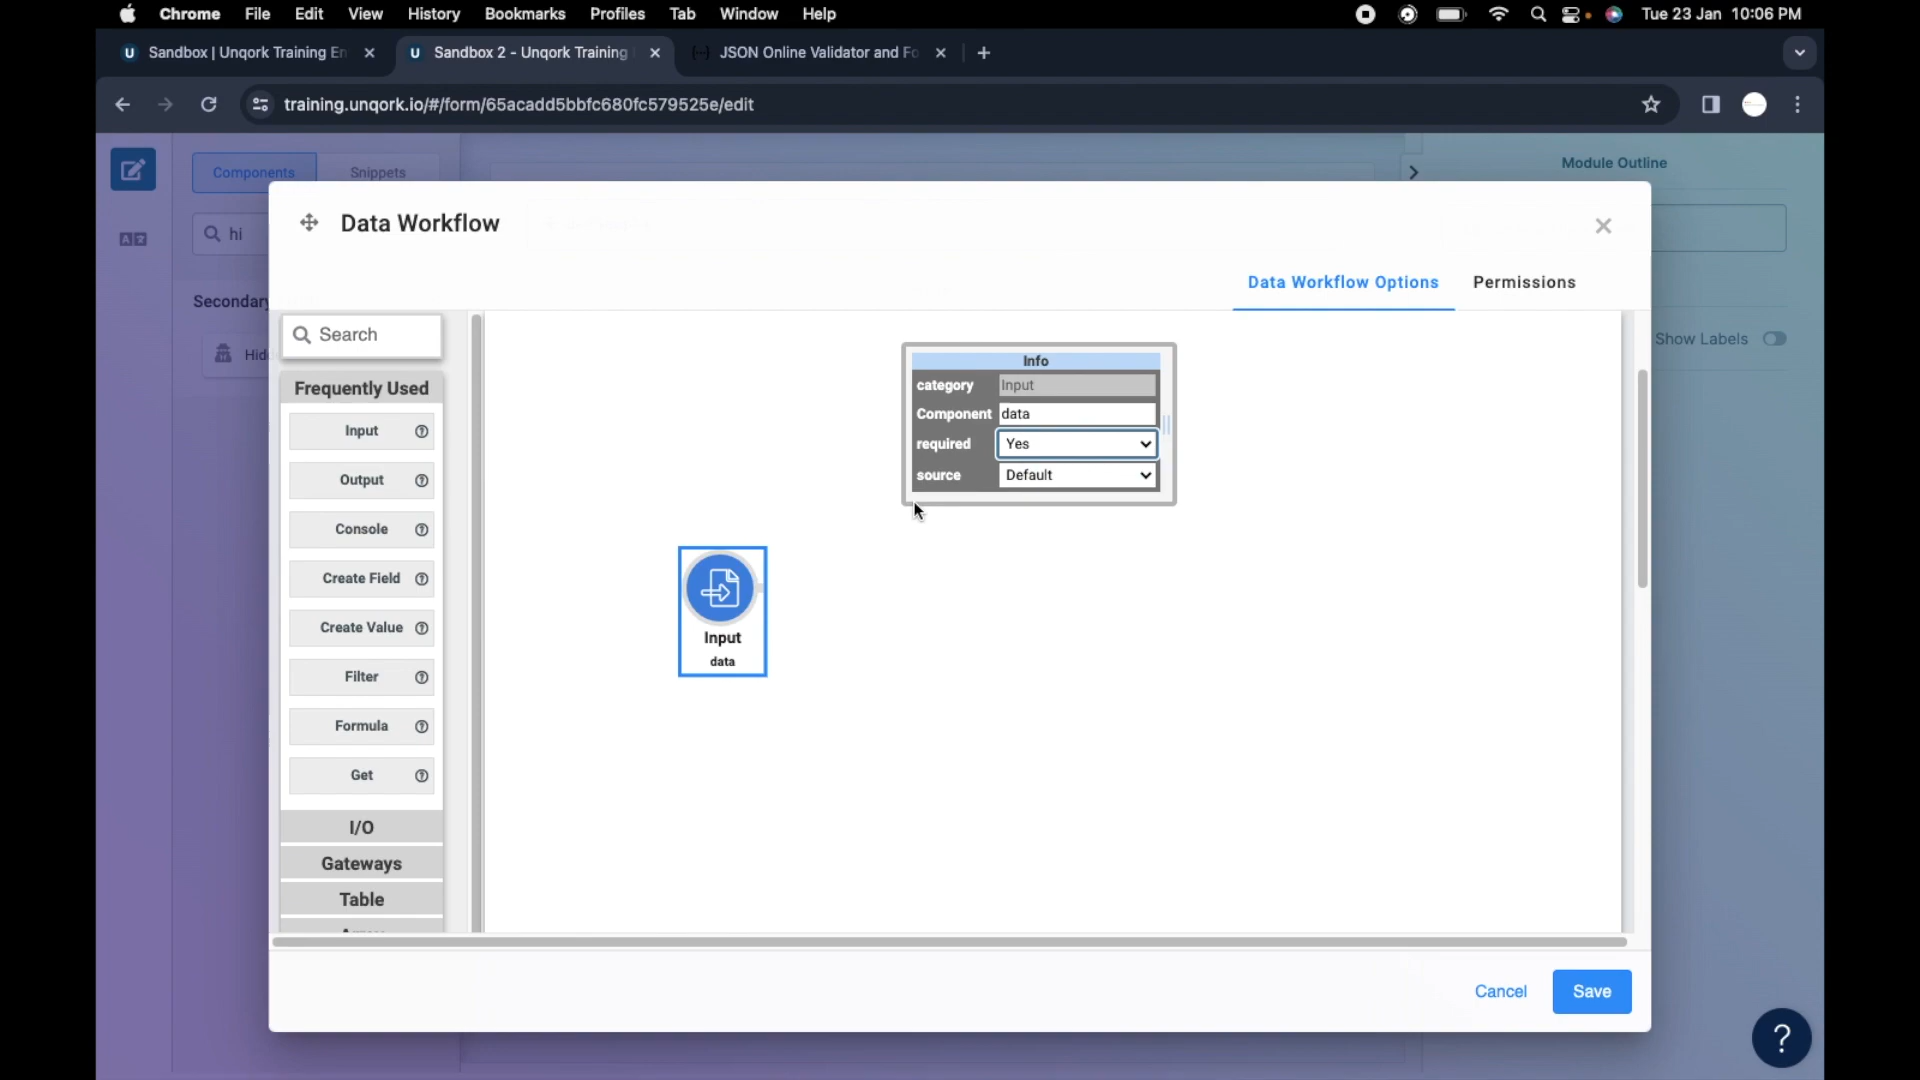 Chrome File Edit View History Bookmarks Profiles Tab Window Help Tue 23 Jan 10:06 PM
U Sandbox | Unqork Training En U Sandbox 2 - Unqork Training JSON Online Validator and Fo
training.unqork.io/#/form/65acadd5bbfc680fc579525e/edit
Components Snippets
Module Outline
hi
Secondary
Hid
Show Labels
Data Workflow
Data Workflow Options Permissions
Search
Frequently Used
Input
Output
Console
Create Field
Create Value
Filter
Formula
Get
I/O
Gateways
Table
Info
category Input
Component data
required Yes
source Default
Input
data
Cancel Save
?